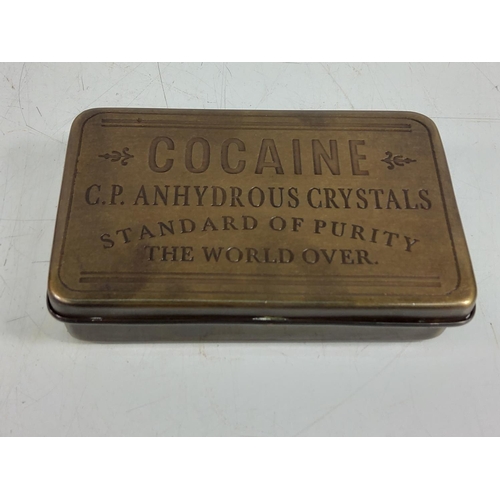 COCAINE
C.P. ANHYDROUS CRYSTALS
STANDARD OF PURITY
THE WORLD OVER.